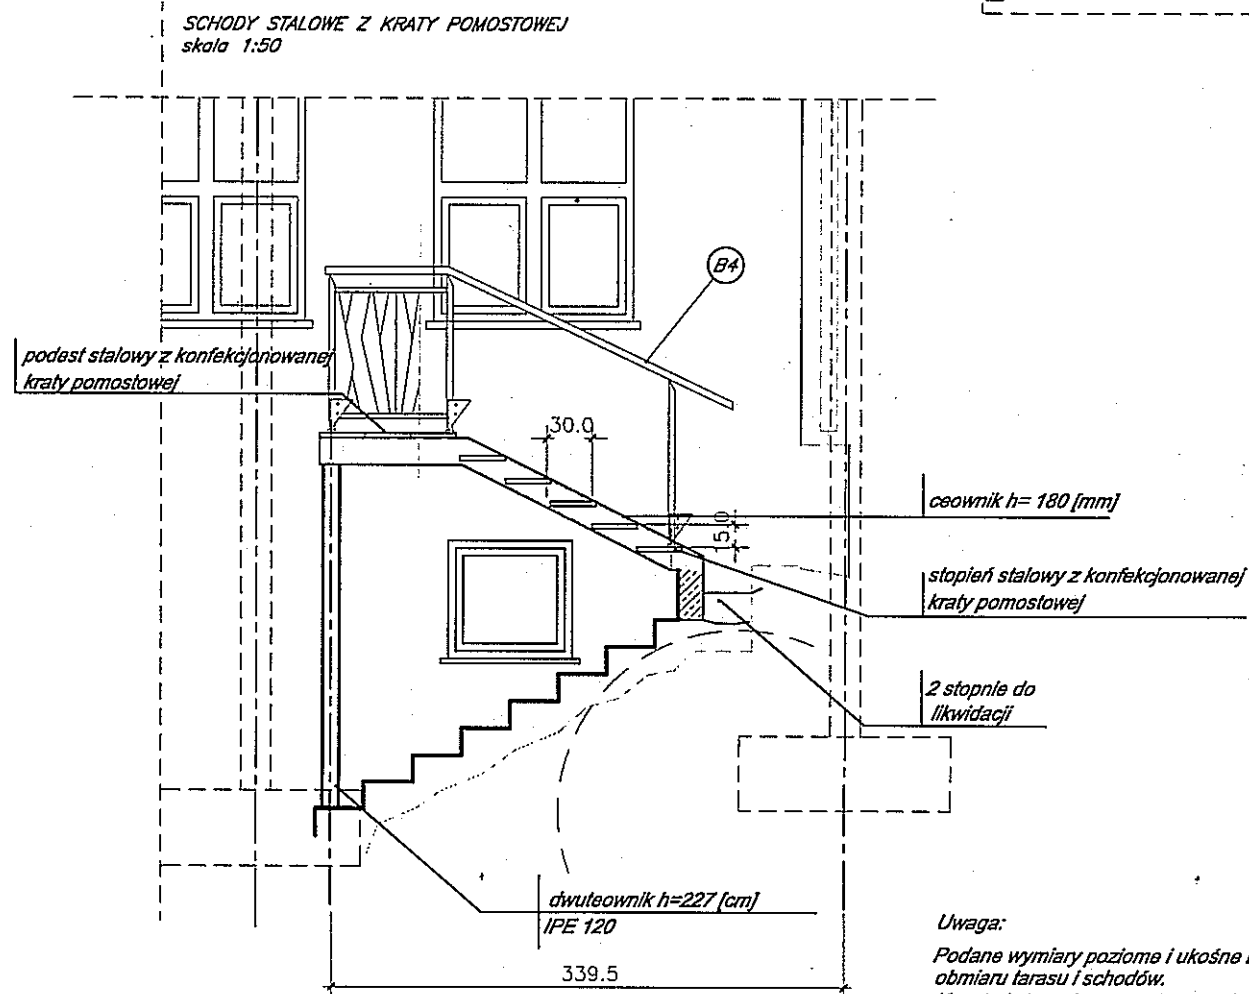 SCHODY STALOWE Z KRATY POMOSTOWEJ
skala 1:50
B4
podest stalowy z konfekcjonowanej
kraty pomostowej
30.0
ceownik h= 180 [mm]
15.0
stopień stalowy z konfekcjonowanej
kraty pomostowej
2 stopnie do
likwidacji
dwuteownik h=227 [cm]
IPE 120
339.5
Uwaga:
Podane wymiary poziome i ukośne
obmiaru tarasu i schodów.